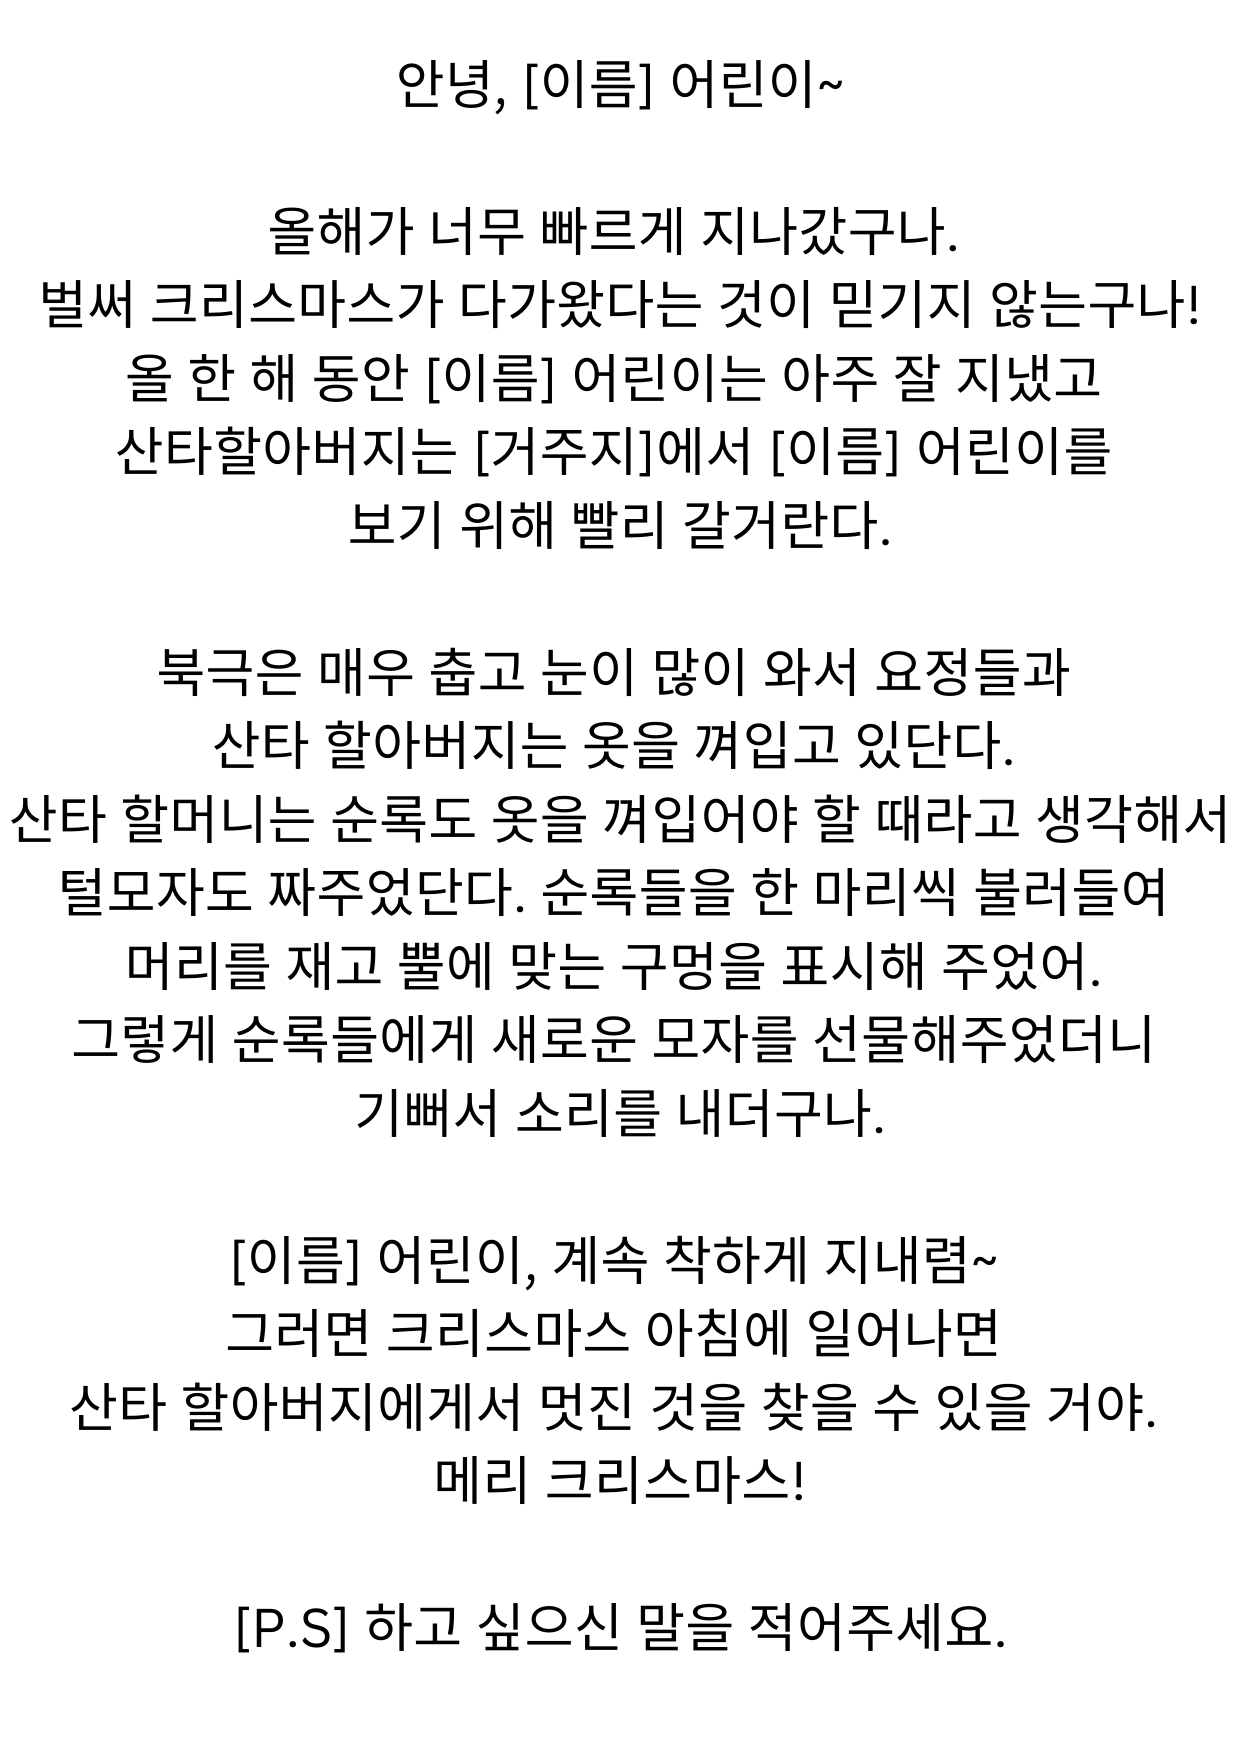 안녕, [이름] 어린이~
올해가 너무 빠르게 지나갔구나.
벌써 크리스마스가 다가왔다는 것이 믿기지 않는구나!
올 한 해 동안 [이름] 어린이는 아주 잘 지냈고
산타할아버지는 [거주지]에서 [이름] 어린이를
보기 위해 빨리 갈거란다.
북극은 매우 춥고 눈이 많이 와서 요정들과
산타 할아버지는 옷을 껴입고 있단다.
산타 할머니는 순록도 옷을 껴입어야 할 때라고 생각해서
털모자도 짜주었단다. 순록들을 한 마리씩 불러들여
머리를 재고 뿔에 맞는 구멍을 표시해 주었어.
그렇게 순록들에게 새로운 모자를 선물해주었더니
기뻐서 소리를 내더구나.
[이름] 어린이, 계속 착하게 지내렴~
그러면 크리스마스 아침에 일어나면
산타 할아버지에게서 멋진 것을 찾을 수 있을 거야.
메리 크리스마스!
[P.S] 하고 싶으신 말을 적어주세요.